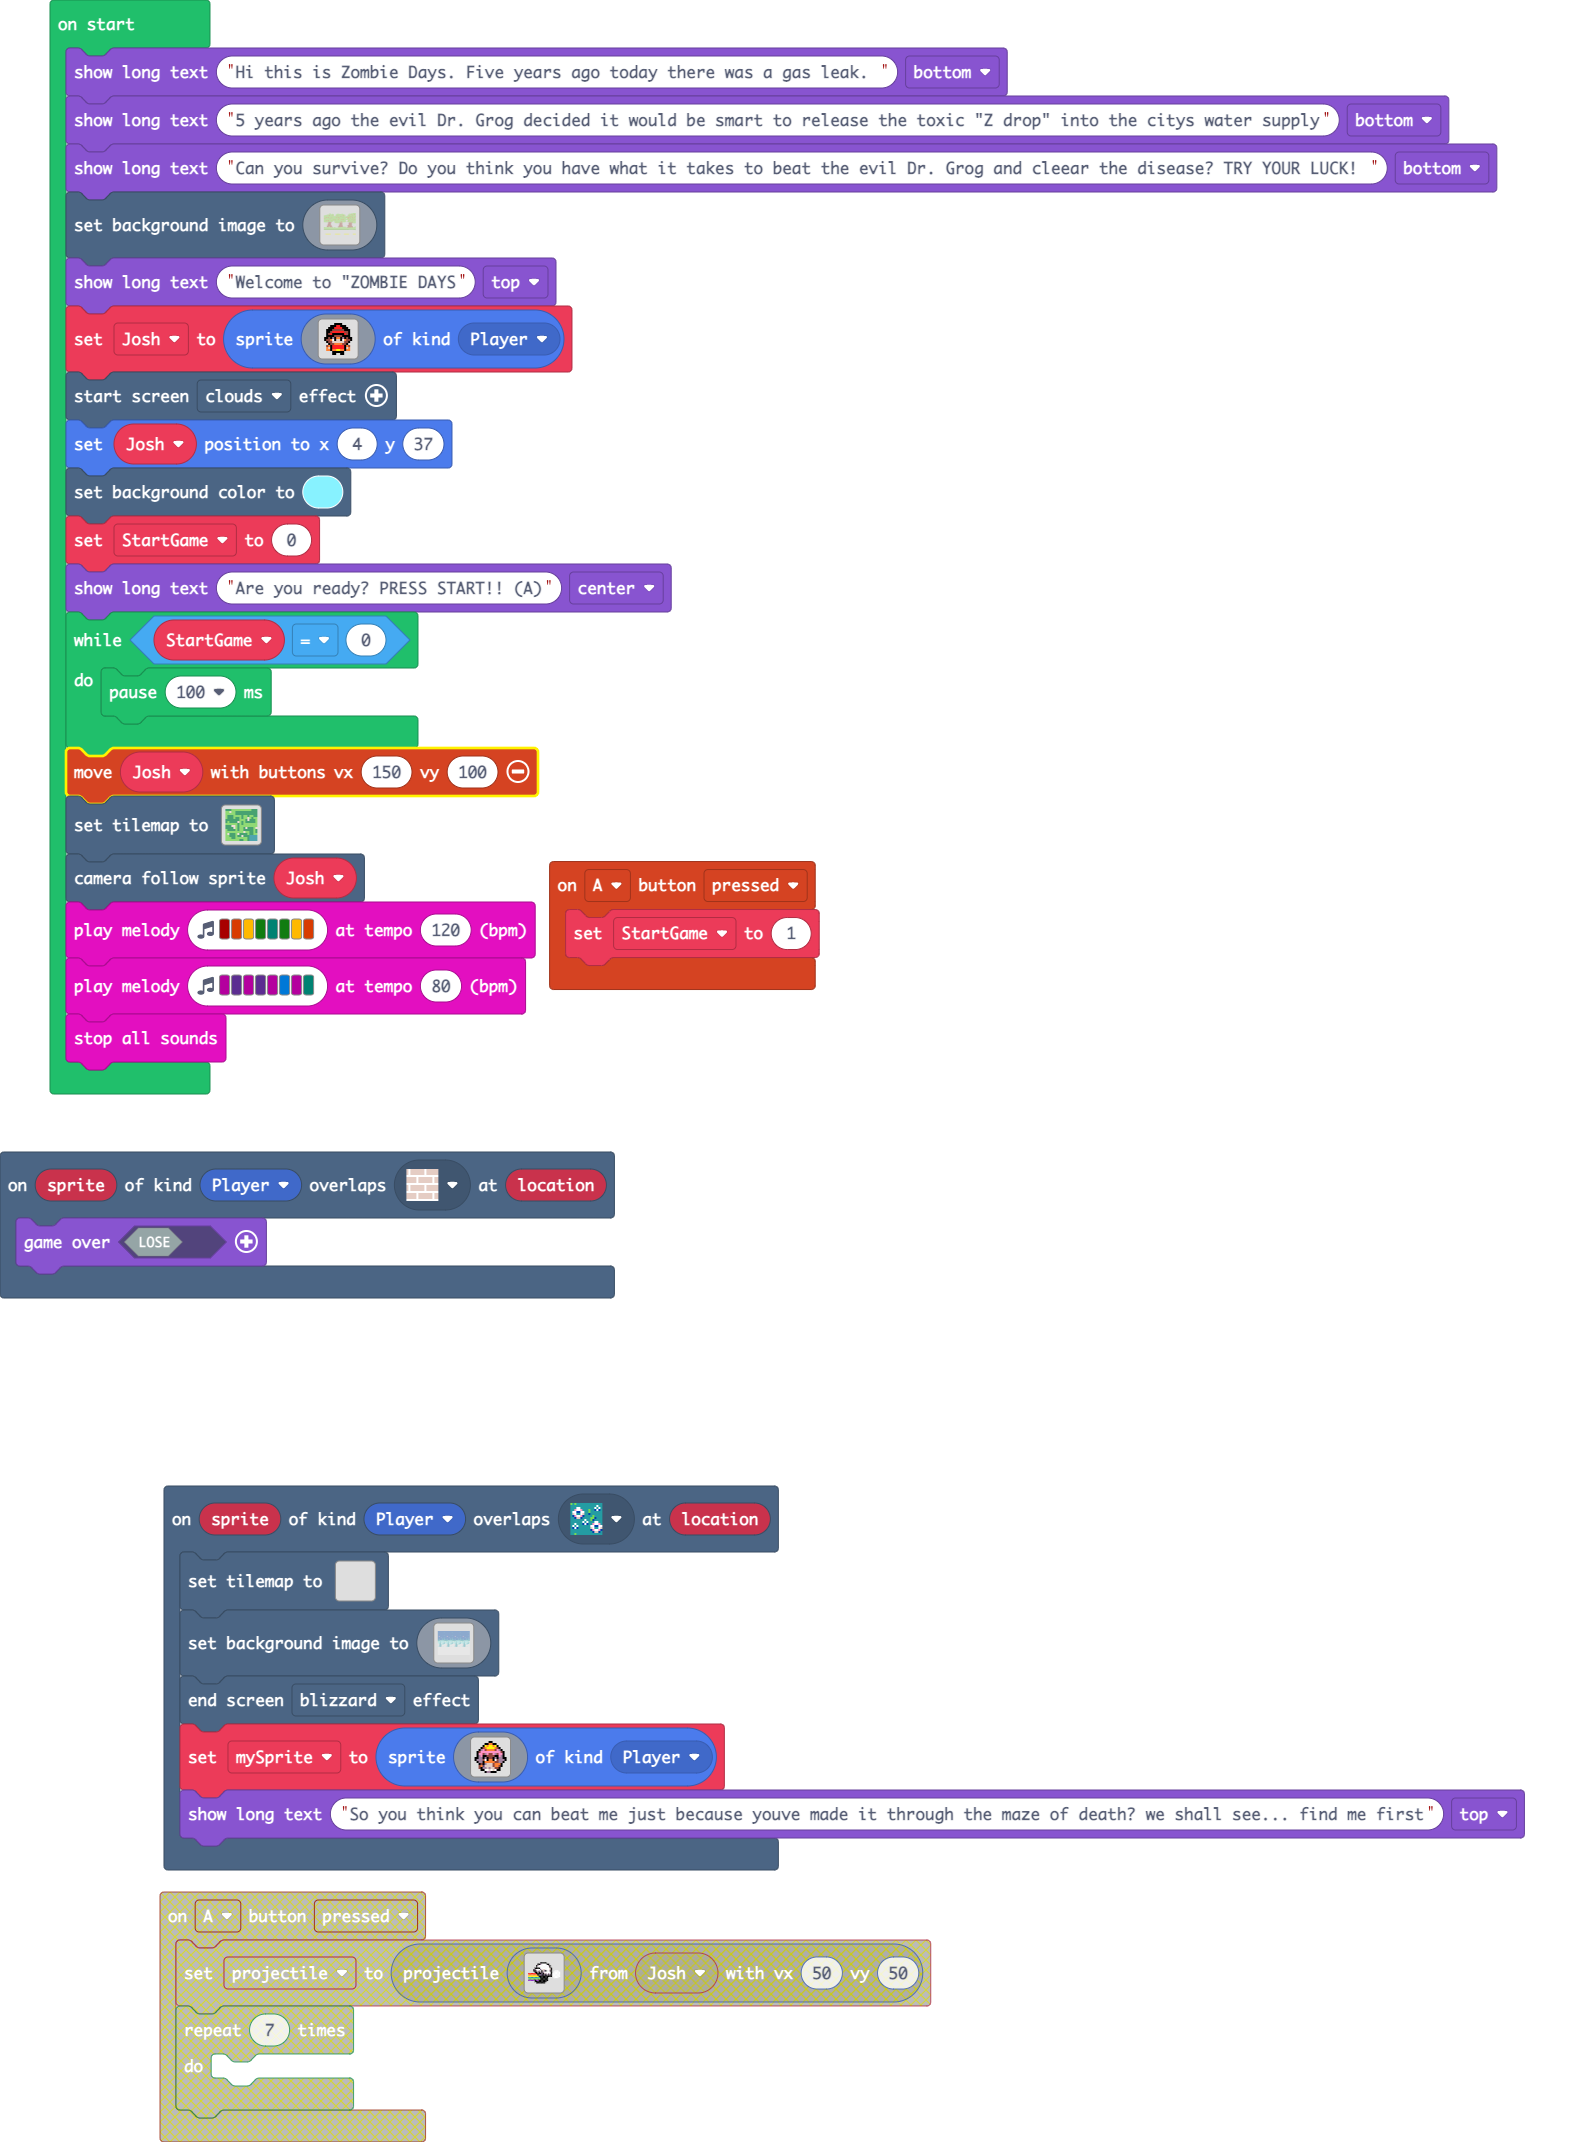 on start
show long text "Hi this is Zombie Days. Five years ago today there was a gas leak. " bottom
show long text "5 years ago the evil Dr. Grog decided it would be smart to release the toxic "Z drop" into the citys water supply" bottom
show long text "Can you survive? Do you think you have what it takes to beat the evil Dr. Grog and cleear the disease? TRY YOUR LUCK! " bottom
set background image to
show long text "Welcome to "ZOMBIE DAYS" top
set Josh to sprite of kind Player
start screen clouds effect
set Josh position to x 4 y 37
set background color to
set StartGame to 0
show long text "Are you ready? PRESS START!! (A)" center
while StartGame = 0
do pause 100 ms
move Josh with buttons vx 150 vy 100
set tilemap to
camera follow sprite Josh
play melody at tempo 120 (bpm)
play melody at tempo 80 (bpm)
stop all sounds
on A button pressed
set StartGame to 1
on sprite of kind Player overlaps at location
game over LOSE
on sprite of kind Player overlaps at location
set tilemap to
set background image to
end screen blizzard effect
set mySprite to sprite of kind Player
show long text "So you think you can beat me just because youve made it through the maze of death? we shall see... find me first" top
on A button pressed
set projectile to projectile from Josh with vx 50 vy 50
repeat 7 times
do